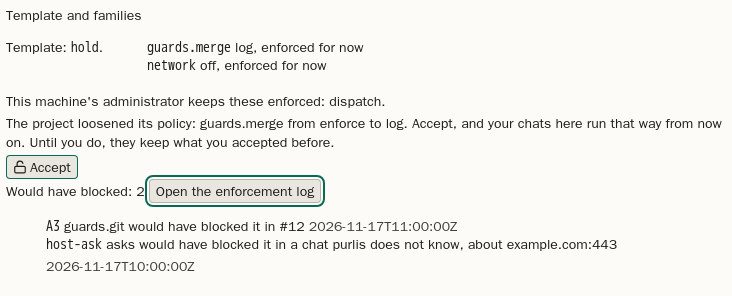 Template and families
Template: hold. guards.merge log, enforced for now
network off, enforced for now
This machine's administrator keeps these enforced: dispatch.
The project loosened its policy: guards.merge from enforce to log. Accept, and your chats here run that way from now
on. Until you do, they keep what you accepted before.
Accept
Would have blocked: 2 Open the enforcement log
A3 guards.git would have blocked it in #12 2026-11-17T11:00:00Z
host-ask asks would have blocked it in a chat purlis does not know, about example.com:443
2026-11-17T10:00:00Z